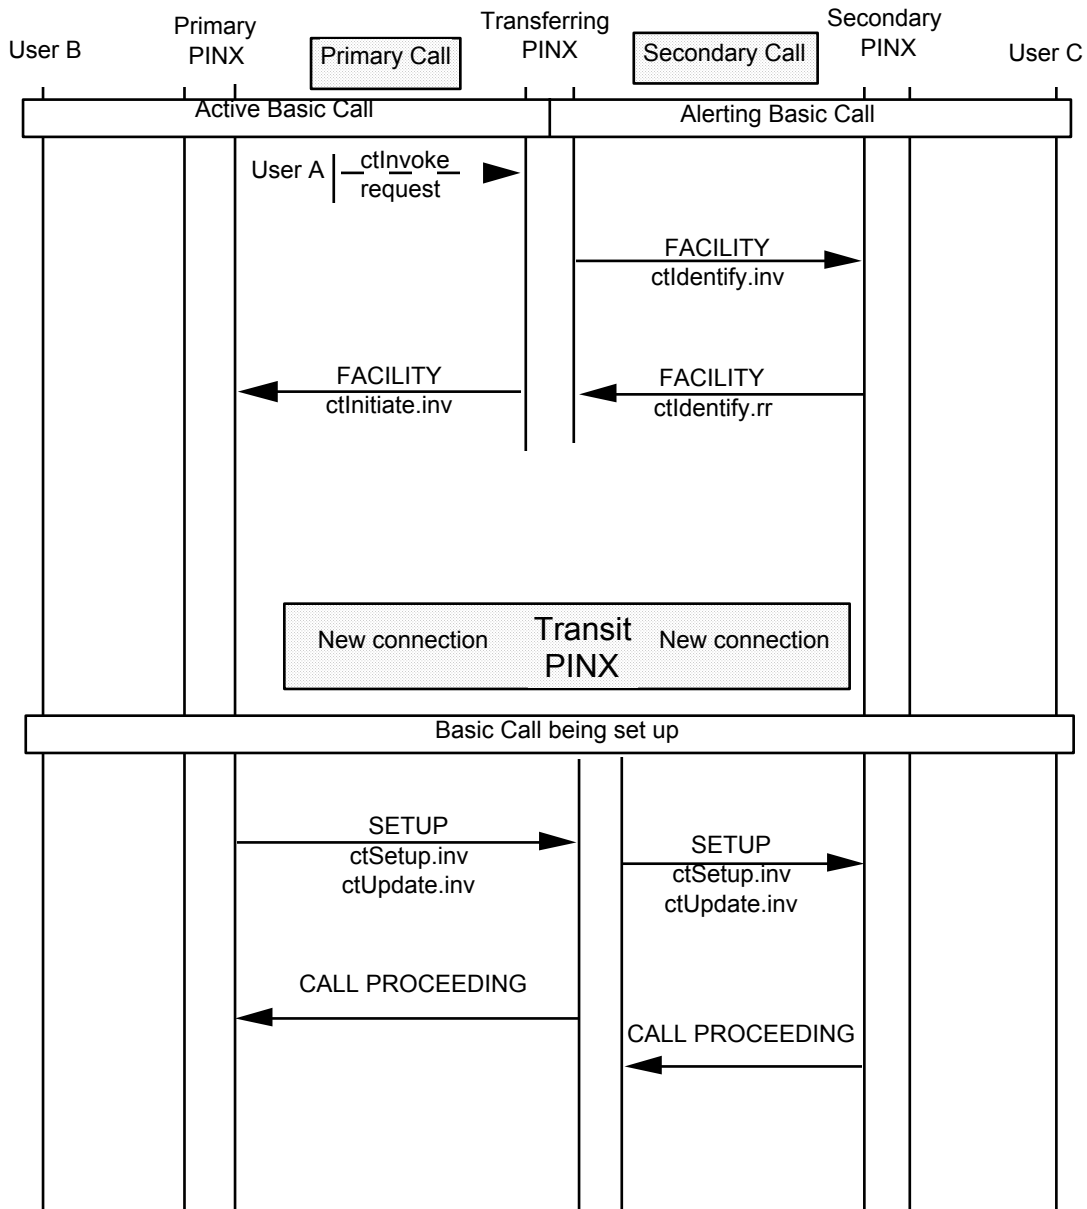 User B
Primary
PINX
Primary Call
Transferring
PINX
Secondary Call
Secondary
PINX
User C
Active Basic Call
Alerting Basic Call
User A
ctInvoke
request
FACILITY
ctIdentify.inv
FACILITY
ctInitiate.inv
FACILITY
ctIdentify.rr
New connection
Transit
PINX
New connection
Basic Call being set up
SETUP
ctSetup.inv
ctUpdate.inv
SETUP
ctSetup.inv
ctUpdate.inv
CALL PROCEEDING
CALL PROCEEDING